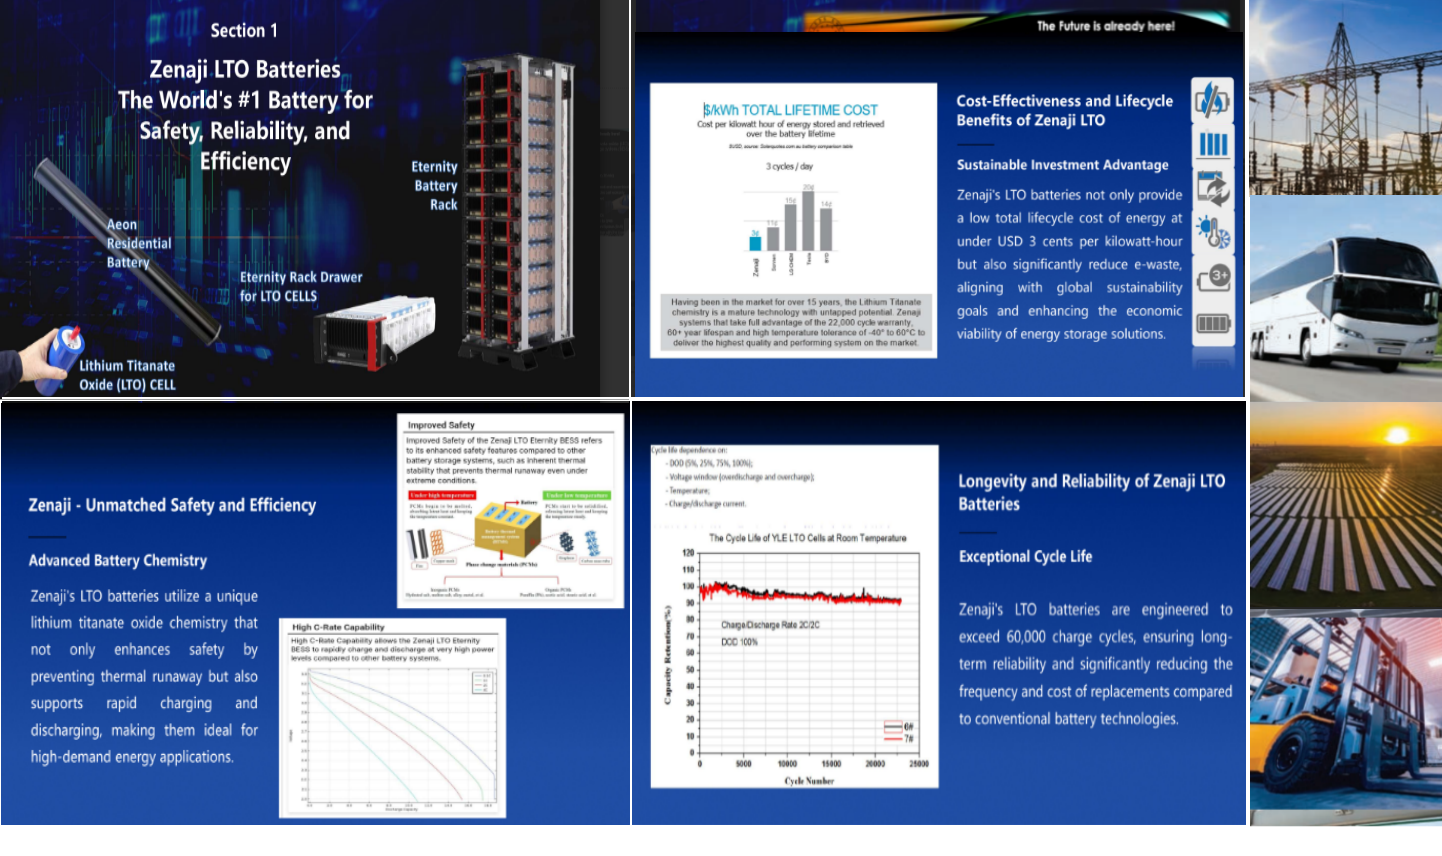 Section 1
Zenaji LTO Batteries
The World's #1 Battery for
Safety, Reliability, and
Efficiency
Eternity
Battery
Rack
Aeon
Residential
Battery
Eternity Rack Drawer
for LTO CELLS
Lithium Titanate
Oxide (LTO) CELL
The Future is already here!
$/kWh TOTAL LIFETIME COST
Cost per kilowatt hour of energy stored and retrieved
over the battery lifetime
3 cycles / day
3¢
11¢
15¢
20¢
14¢
Zenaji
LG CHEM
Tesla
BYD
Having been in the market for over 15 years, the Lithium Titanate
chemistry is a mature technology with untapped potential. Zenaji
systems that take full advantage of the 22,000 cycle warranty,
60+ year lifespan and high temperature tolerance of -40° to 60°C to
deliver the highest quality and performing system on the market.
Cost-Effectiveness and Lifecycle
Benefits of Zenaji LTO
Sustainable Investment Advantage
Zenaji's LTO batteries not only provide
a low total lifecycle cost of energy at
under USD 3 cents per kilowatt-hour
but also significantly reduce e-waste,
aligning with global sustainability
goals and enhancing the economic
viability of energy storage solutions.
3+
Zenaji - Unmatched Safety and Efficiency
Advanced Battery Chemistry
Zenaji's LTO batteries utilize a unique
lithium titanate oxide chemistry that
not only enhances safety by
preventing thermal runaway but also
supports rapid charging and
discharging, making them ideal for
high-demand energy applications.
Improved Safety
Improved Safety of the Zenaji LTO Eternity BESS refers
to its enhanced safety features compared to other
battery storage systems, such as inherent thermal
stability that prevents thermal runaway even under
extreme conditions.
Under high temperature
Under low temperature
Battery
Phase change materials (PCMs)
High C-Rate Capability
High C-Rate Capability allows the Zenaji LTO Eternity
BESS to rapidly charge and discharge at very high power
levels compared to other battery systems.
Cycle life dependence on:
- DOD (5%, 25%, 75%, 100%);
- Voltage window (overdischarge and overcharge);
- Temperature;
- Charge/discharge current.
The Cycle Life of YLE LTO Cells at Room Temperature
Capacity Retention(%)
120
110
100
90
80
70
60
50
40
30
20
10
0
Charge/Discharge Rate 2C/2C
DOD 100%
6#
7#
0 5000 10000 15000 20000 25000
Cycle Number
Longevity and Reliability of Zenaji LTO
Batteries
Exceptional Cycle Life
Zenaji's LTO batteries are engineered to
exceed 60,000 charge cycles, ensuring long-
term reliability and significantly reducing the
frequency and cost of replacements compared
to conventional battery technologies.